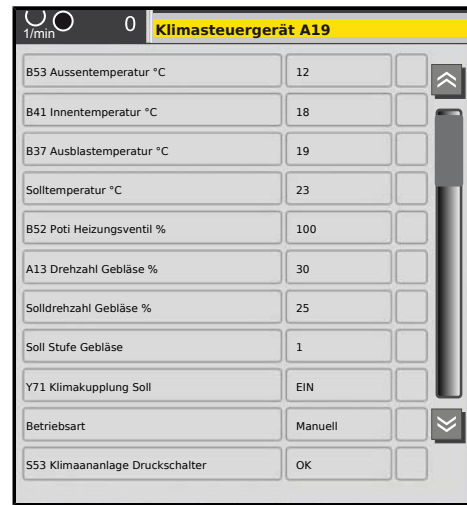 1/min 0 Klimasteuergerät A19
B53 Aussentemperatur °C 12
B41 Innentemperatur °C 18
B37 Ausblastemperatur °C 19
Solltemperatur °C 23
B52 Poti Heizungsventil % 100
A13 Drehzahl Gebläse % 30
Solldrehzahl Gebläse % 25
Soll Stufe Gebläse 1
Y71 Klimakupplung Soll EIN
Betriebsart Manuell
S53 Klimaananlage Druckschalter OK